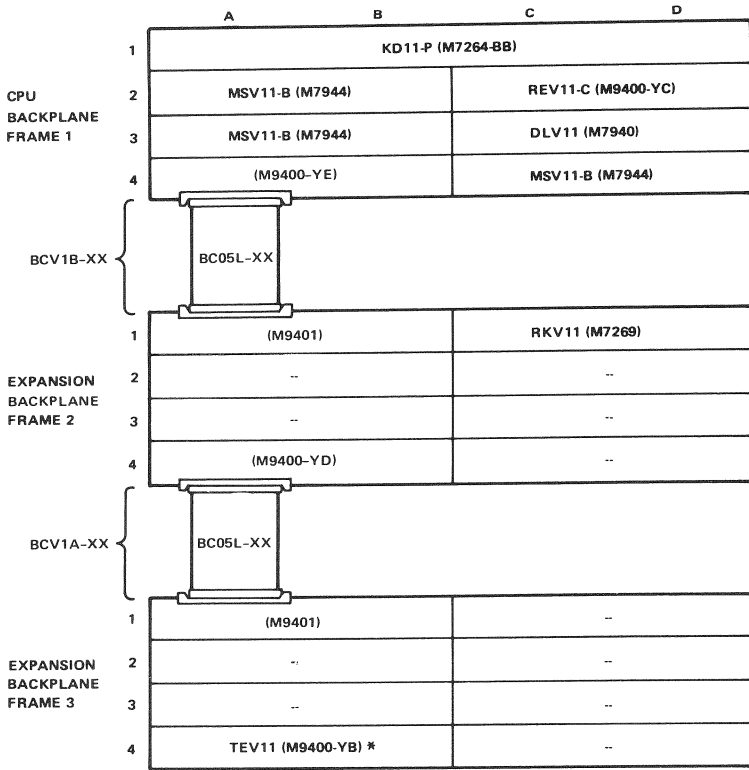 A B C D
1 KD11-P (M7264-BB)
CPU BACKPLANE FRAME 1
2 MSV11-B (M7944) REV11-C (M9400-YC)
3 MSV11-B (M7944) DLV11 (M7940)
4 (M9400-YE) MSV11-B (M7944)
BCV1B-XX BC05L-XX
1 (M9401) RKV11 (M7269)
EXPANSION BACKPLANE FRAME 2
2 -- --
3 -- --
4 (M9400-YD) --
BCV1A-XX BC05L-XX
1 (M9401) --
EXPANSION BACKPLANE FRAME 3
2 -- --
3 -- --
4 TEV11 (M9400-YB) * --